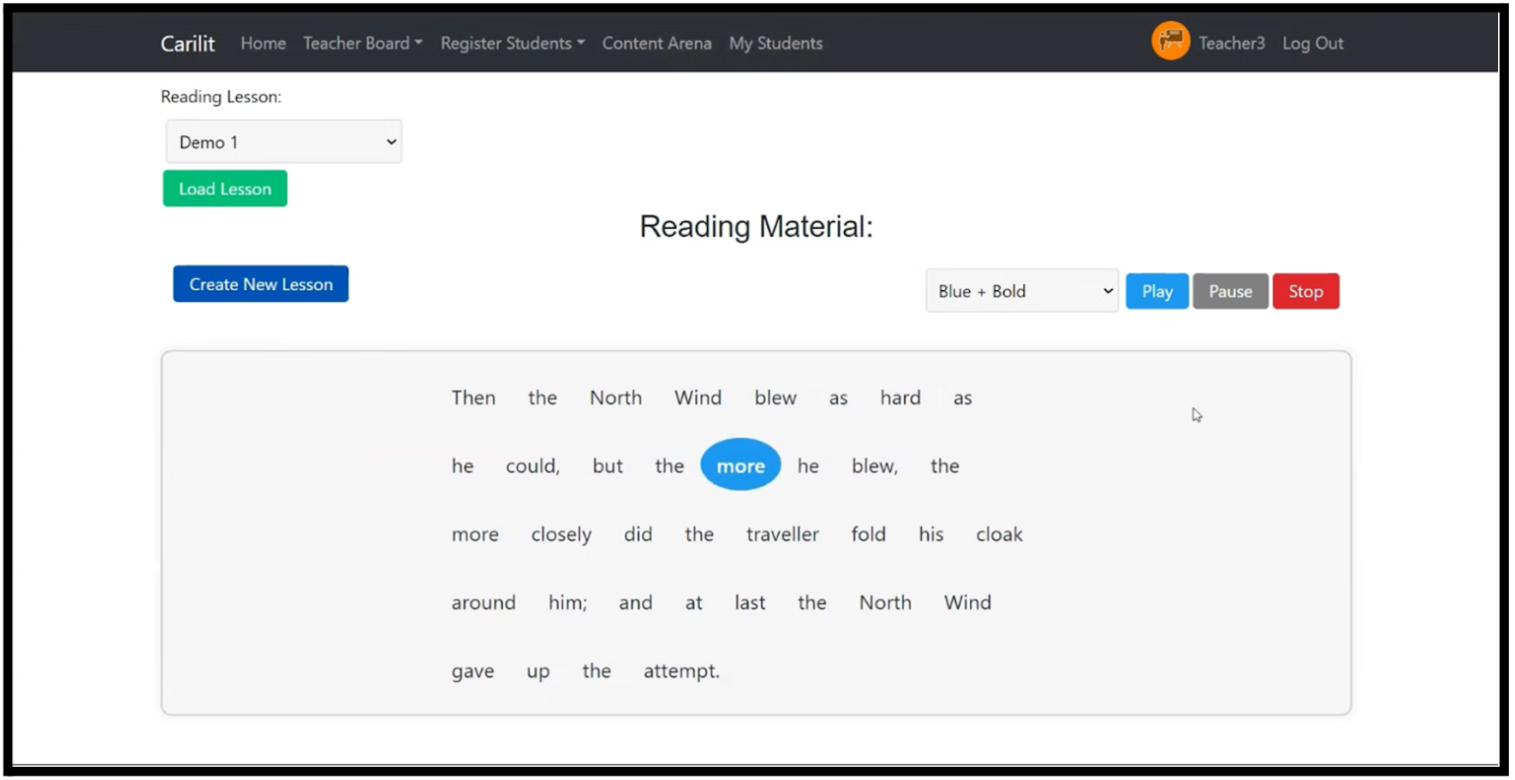 Carilit Home Teacher Board Register Students Content Arena My Students Teacher3 Log Out
Reading Lesson:
Demo 1
Load Lesson
Reading Material:
Create New Lesson
Blue + Bold Play Pause Stop
Then the North Wind blew as hard as
he could, but the more he blew, the
more closely did the traveller fold his cloak
around him; and at last the North Wind
gave up the attempt.